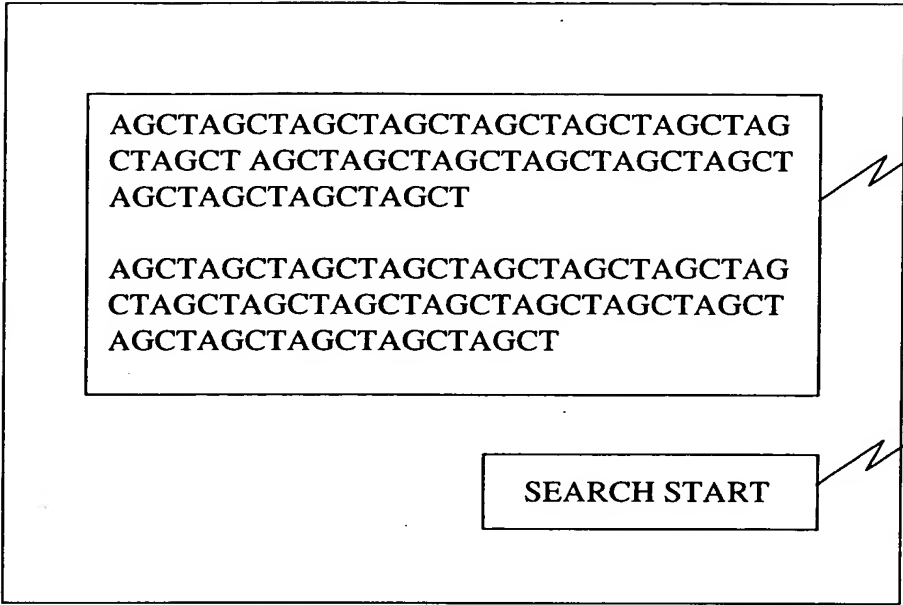 AGCTAGCTAGCTAGCTAGCTAGCTAGCTAG
CTAGCT AGCTAGCTAGCTAGCTAGCTAGCT
AGCTAGCTAGCTAGCT
AGCTAGCTAGCTAGCTAGCTAGCTAGCTAG
CTAGCTAGCTAGCTAGCTAGCTAGCTAGCT
AGCTAGCTAGCTAGCTAGCT
SEARCH START